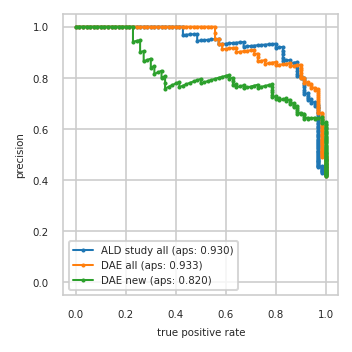 1.0
0.8
0.6
0.4
0.2
0.0
precision
ALD study all (aps: 0.930)
DAE all (aps: 0.933)
DAE new (aps: 0.820)
0.0 0.2 0.4 0.6 0.8 1.0
true positive rate